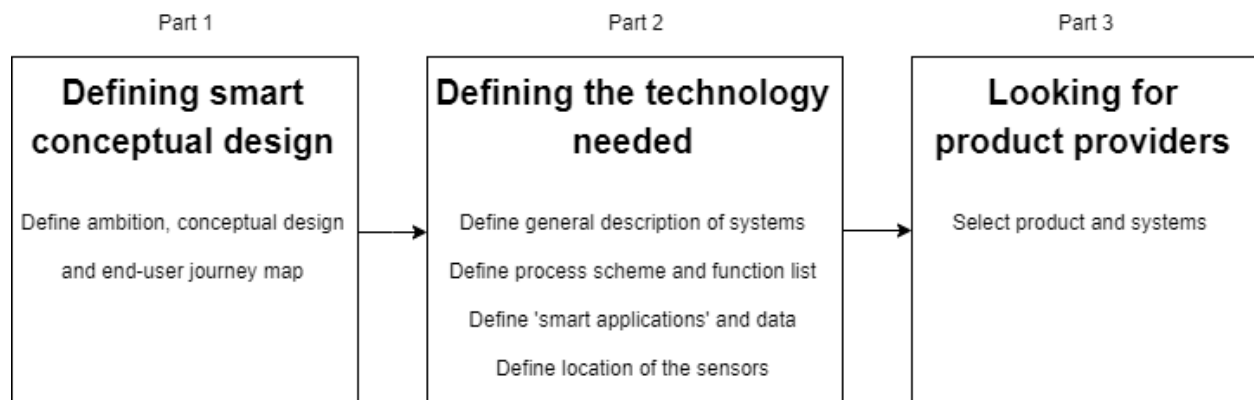 Part 1
Defining smart
conceptual design
Define ambition, conceptual design
and end-user journey map
Part 2
Defining the technology
needed
Define general description of systems
Define process scheme and function list
Define 'smart applications' and data
Define location of the sensors
Part 3
Looking for
product providers
Select product and systems